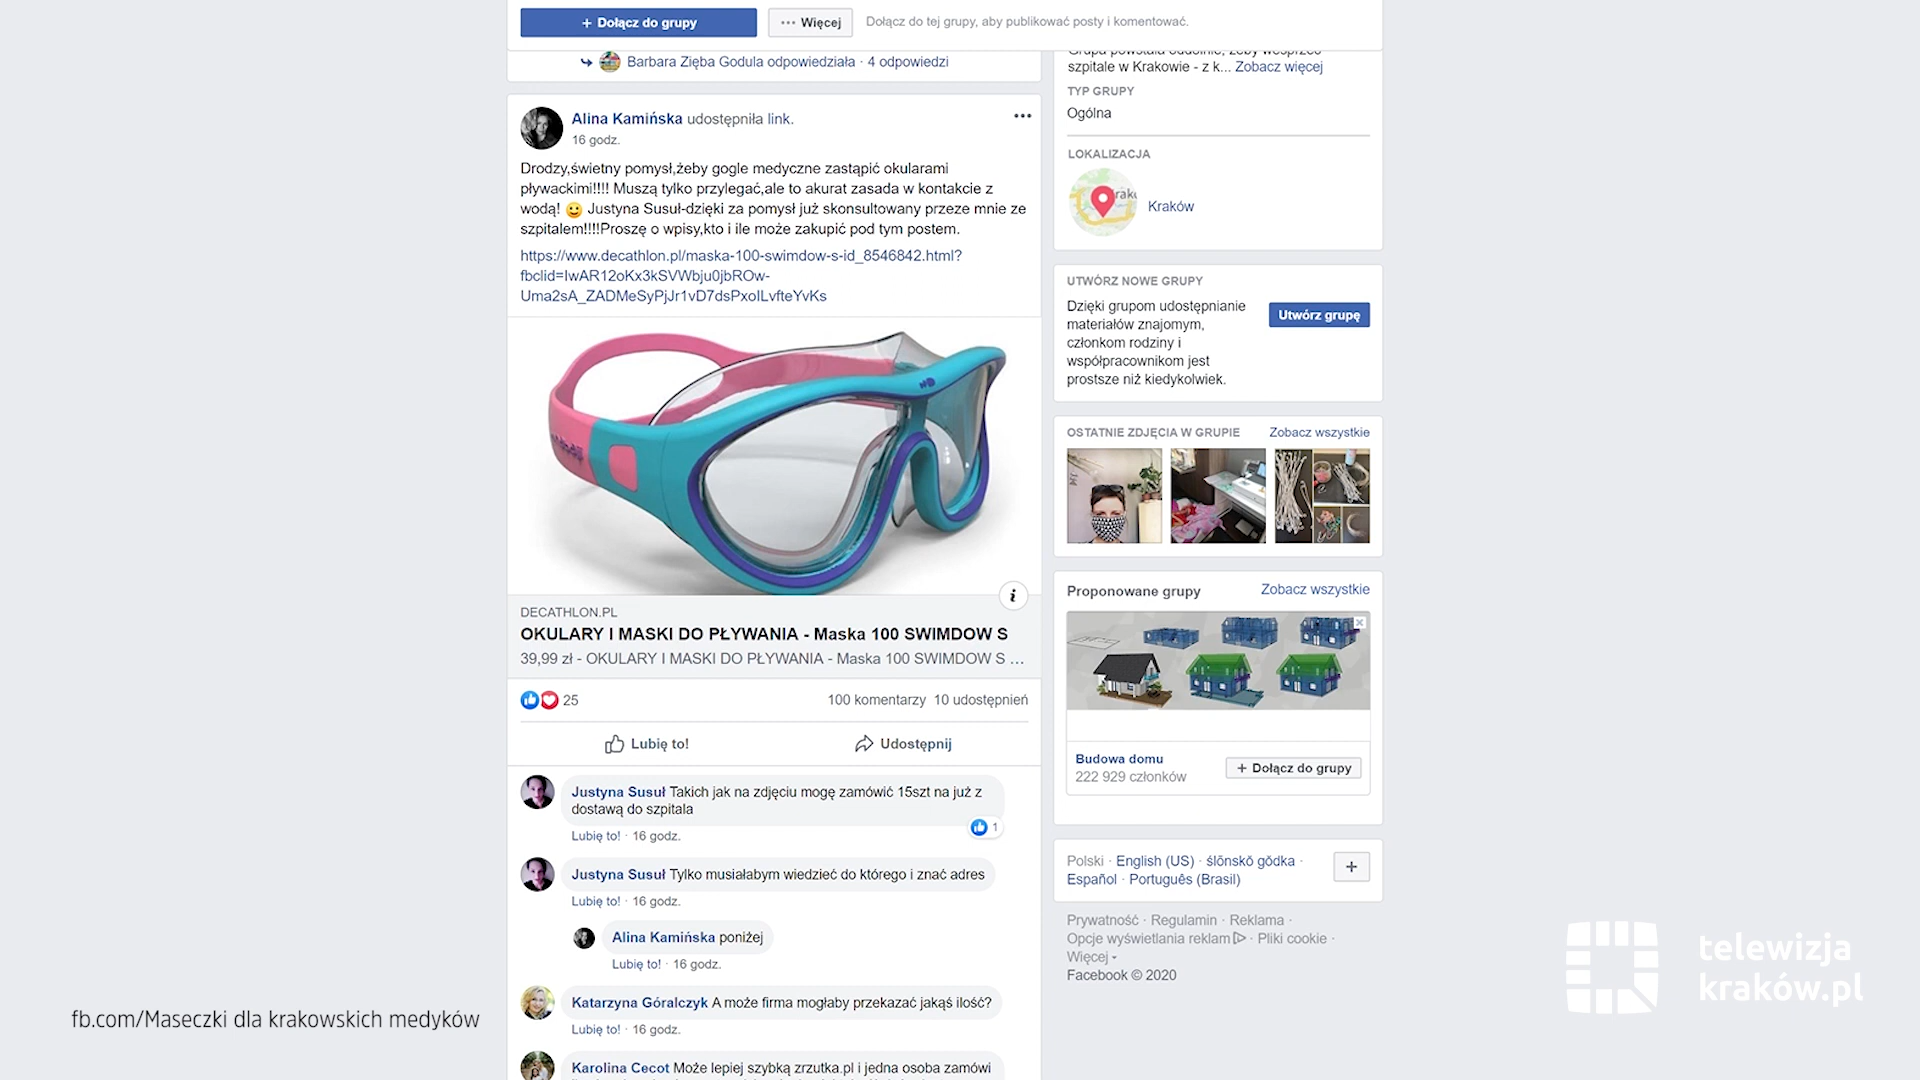 + Dołącz do grupy
••• Więcej
Dołącz do tej grupy, aby publikować posty i komentować.
Barbara Zięba Godula odpowiedziała · 4 odpowiedzi
Alina Kamińska udostępniła link.
16 godz.
Drodzy,świetny pomysł,żeby gogle medyczne zastąpić okularami
pływackimi!!!! Muszą tylko przylegać,ale to akurat zasada w kontakcie z
wodą! 🙂 Justyna Susuł-dzięki za pomysł już skonsultowany przeze mnie ze
szpitalem!!!!Proszę o wpisy,kto i ile może zakupić pod tym postem.
https://www.decathlon.pl/maska-100-swimdow-s-id_8546842.html?
fbclid=IwAR12oKx3kSVWbju0jbROw-
Uma2sA_ZADMeSyPjJr1vD7dsPxoILvfteYvKs
DECATHLON.PL
OKULARY I MASKI DO PŁYWANIA - Maska 100 SWIMDOW S
39,99 zł - OKULARY I MASKI DO PŁYWANIA - Maska 100 SWIMDOW S ...
25
100 komentarzy 10 udostępnień
Lubię to!
Udostępnij
Justyna Susuł Takich jak na zdjęciu mogę zamówić 15szt na już z
dostawą do szpitala
1
Lubię to! · 16 godz.
Justyna Susuł Tylko musiałabym wiedzieć do którego i znać adres
Lubię to! · 16 godz.
Alina Kamińska poniżej
Lubię to! · 16 godz.
Katarzyna Góralczyk A może firma mogłaby przekazać jakąś ilość?
Lubię to! · 16 godz.
Karolina Cecot Może lepiej szybką zrzutka.pl i jedna osoba zamówi
Grupa powstała oddolnie, żeby wesprzeć
szpitale w Krakowie - z k... Zobacz więcej
TYP GRUPY
Ogólna
LOKALIZACJA
Kraków
UTWÓRZ NOWE GRUPY
Dzięki grupom udostępnianie
materiałów znajomym,
członkom rodziny i
współpracownikom jest
prostsze niż kiedykolwiek.
Utwórz grupę
OSTATNIE ZDJĘCIA W GRUPIE
Zobacz wszystkie
Proponowane grupy
Zobacz wszystkie
Budowa domu
222 929 członków
+ Dołącz do grupy
Polski · English (US) · ślōnskŏ gŏdka ·
Español · Português (Brasil)
+
Prywatność · Regulamin · Reklama ·
Opcje wyświetlania reklam · Pliki cookie ·
Więcej
Facebook © 2020
fb.com/Maseczki dla krakowskich medyków
telewizja
kraków.pl